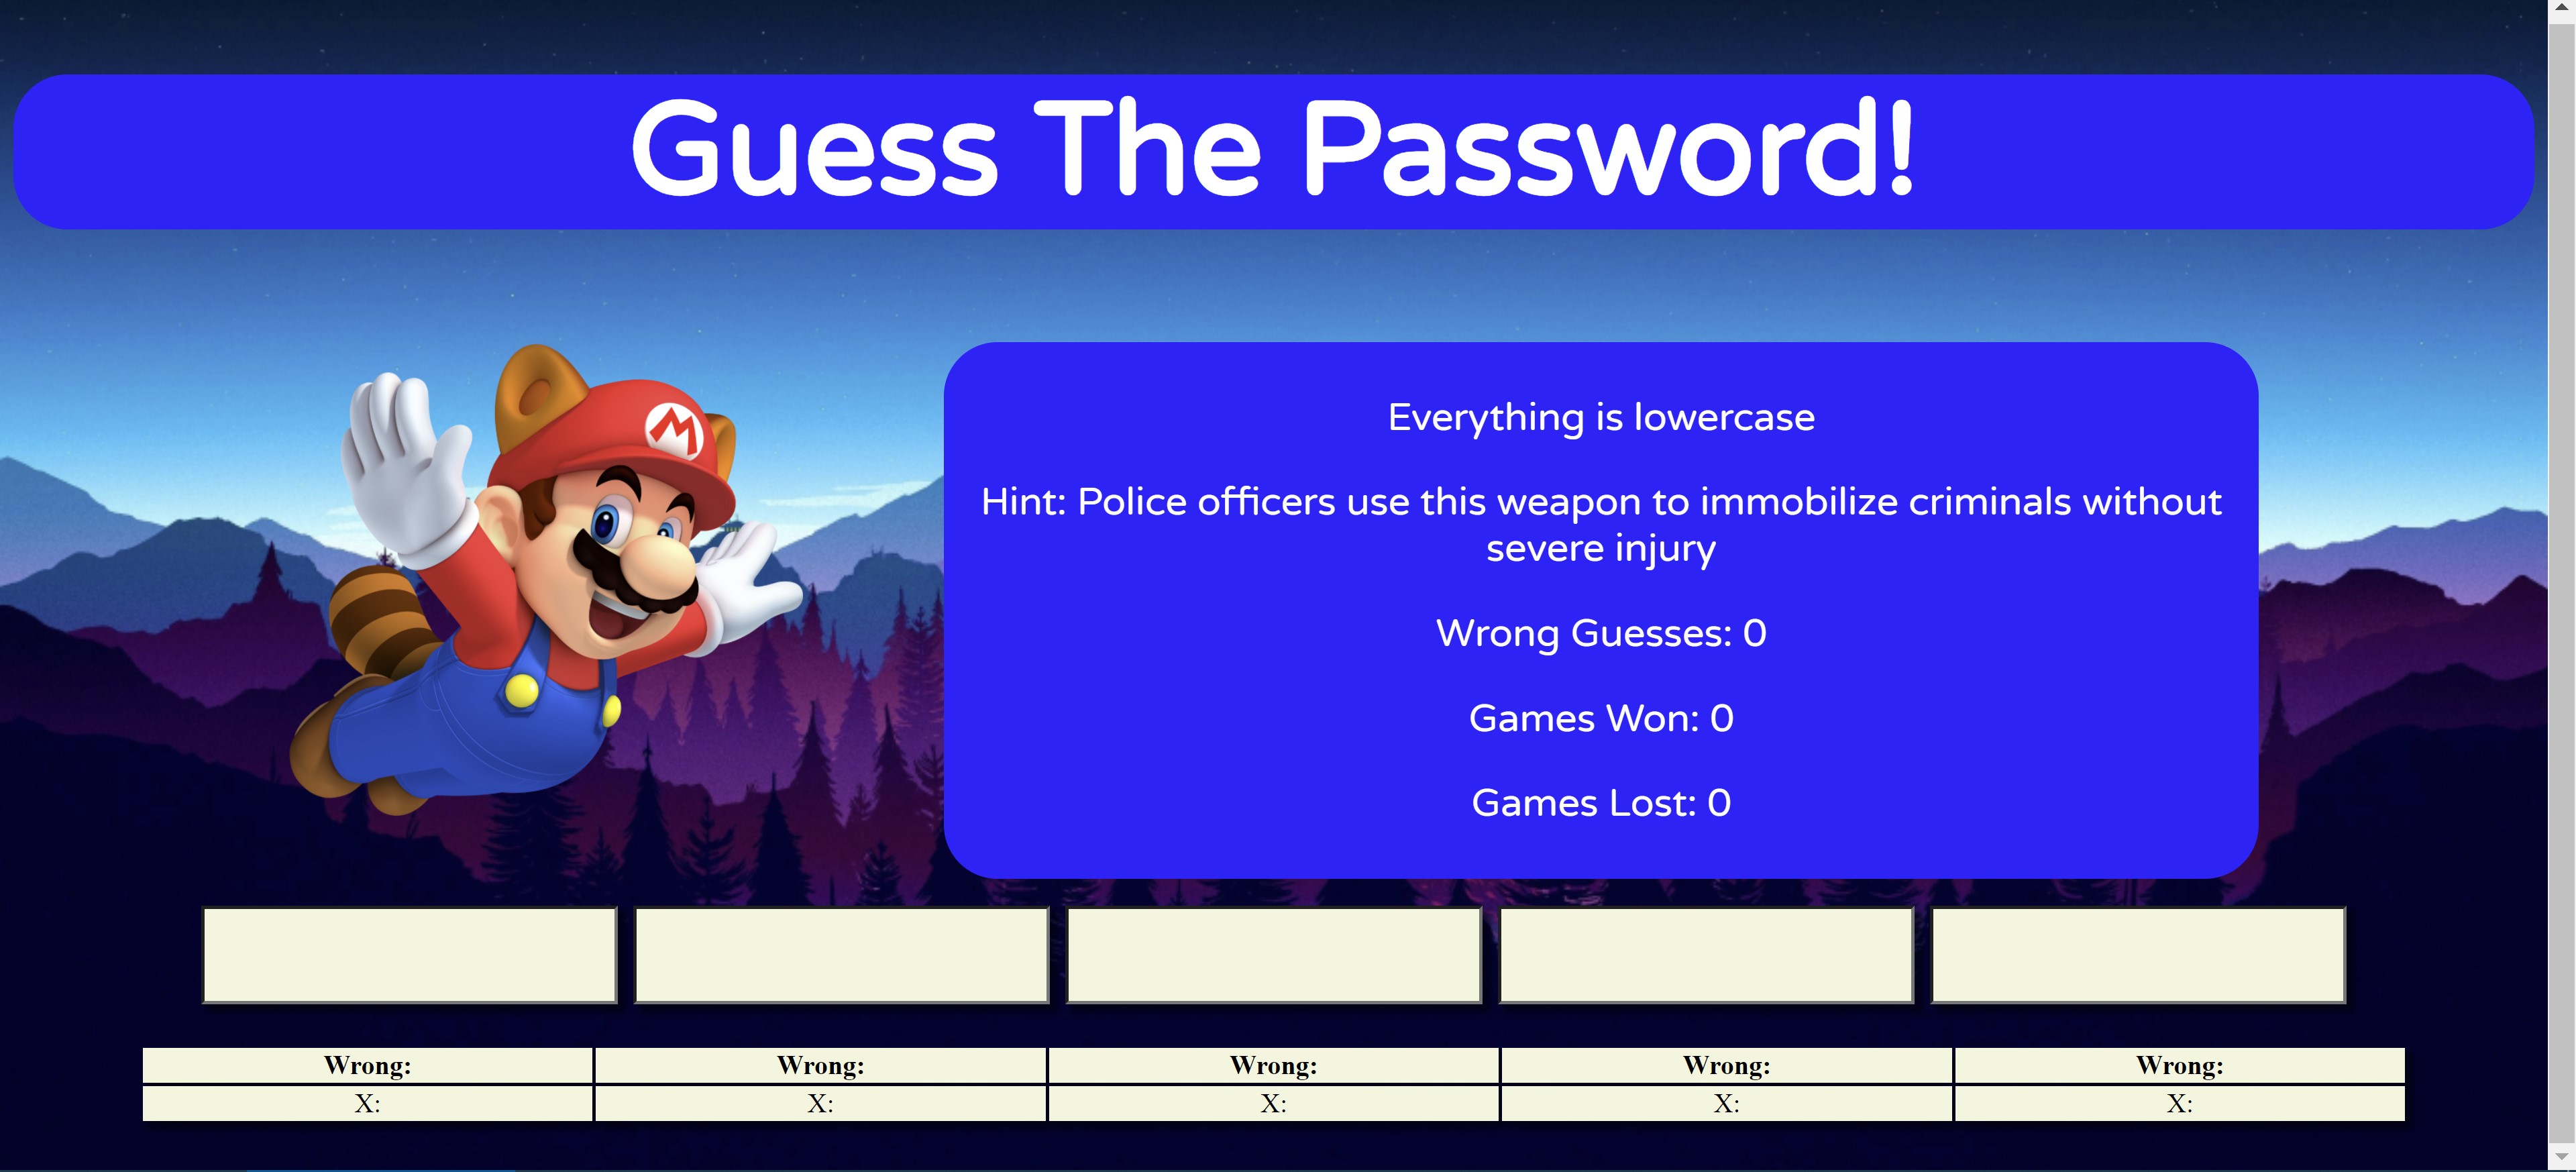 Guess The Password!
M
Everything is lowercase
Hint: Police officers use this weapon to immobilize criminals without
severe injury
Wrong Guesses: 0
Games Won: 0
Games Lost: 0
Wrong: Wrong: Wrong: Wrong: Wrong:
X: X: X: X: X: